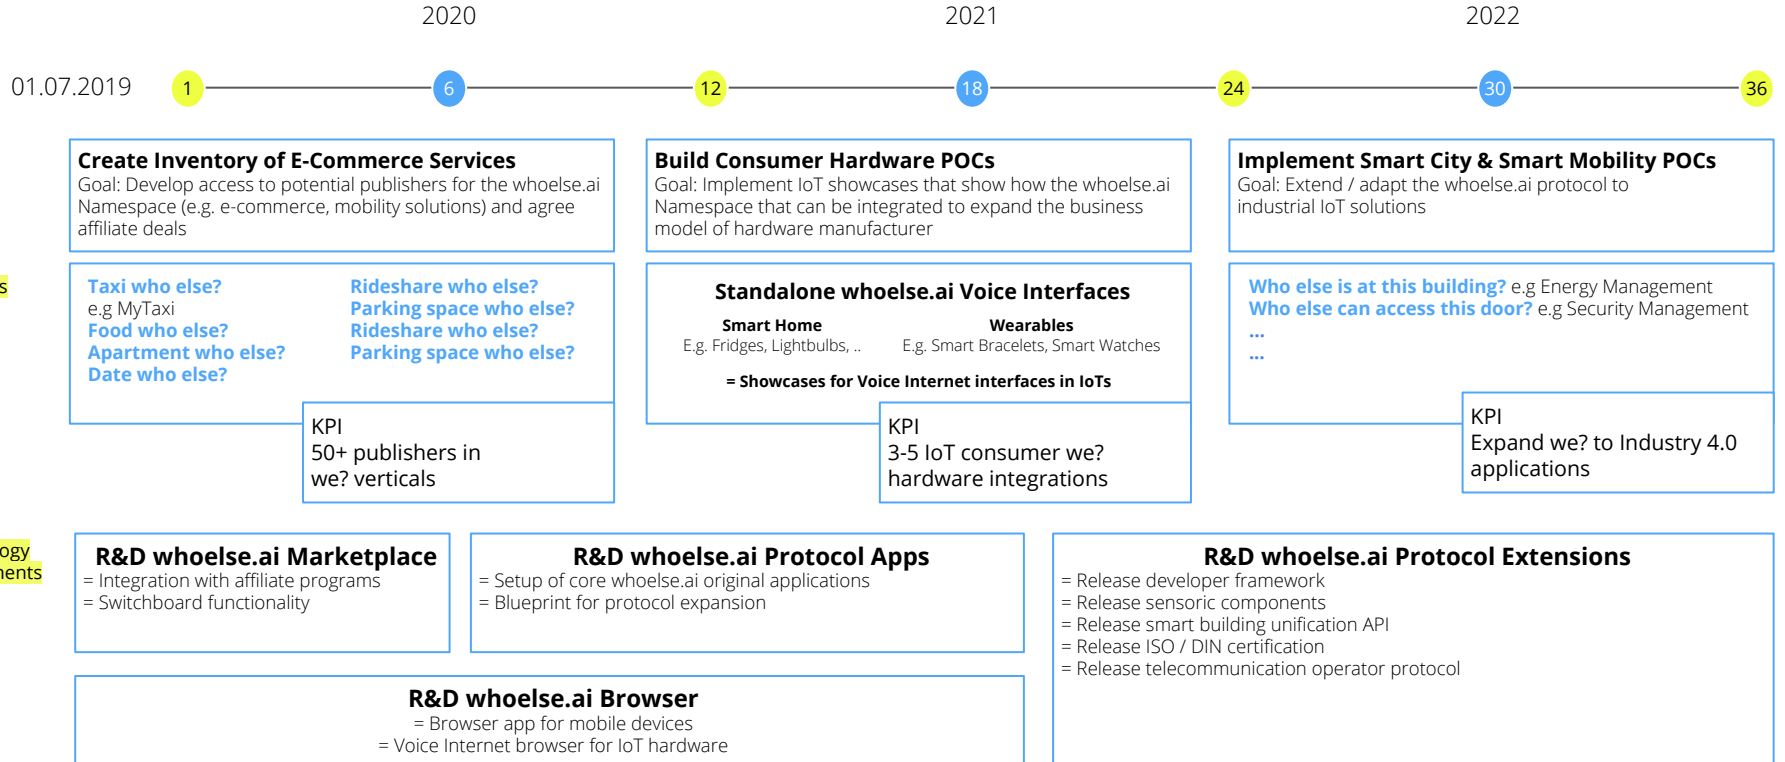 2020
2021
2022
01.07.2019
1
6
12
18
24
30
36
Create Inventory of E-Commerce Services
Goal: Develop access to potential publishers for the whoelse.ai
Namespace (e.g. e-commerce, mobility solutions) and agree
affiliate deals
Build Consumer Hardware POCs
Goal: Implement IoT showcases that show how the whoelse.ai
Namespace that can be integrated to expand the business
model of hardware manufacturer
Implement Smart City & Smart Mobility POCs
Goal: Extend / adapt the whoelse.ai protocol to
industrial IoT solutions
Taxi who else?
e.g MyTaxi
Food who else?
Apartment who else?
Date who else?
Rideshare who else?
Parking space who else?
Rideshare who else?
Parking space who else?
KPI
50+ publishers in
we? verticals
Standalone whoelse.ai Voice Interfaces
Smart Home
E.g. Fridges, Lightbulbs, ..
Wearables
E.g. Smart Bracelets, Smart Watches
= Showcases for Voice Internet interfaces in IoTs
KPI
3-5 IoT consumer we?
hardware integrations
Who else is at this building? e.g Energy Management
Who else can access this door? e.g Security Management
...
...
KPI
Expand we? to Industry 4.0
applications
R&D whoelse.ai Marketplace
= Integration with affiliate programs
= Switchboard functionality
R&D whoelse.ai Protocol Apps
= Setup of core whoelse.ai original applications
= Blueprint for protocol expansion
R&D whoelse.ai Protocol Extensions
= Release developer framework
= Release sensoric components
= Release smart building unification API
= Release ISO / DIN certification
= Release telecommunication operator protocol
R&D whoelse.ai Browser
= Browser app for mobile devices
= Voice Internet browser for IoT hardware